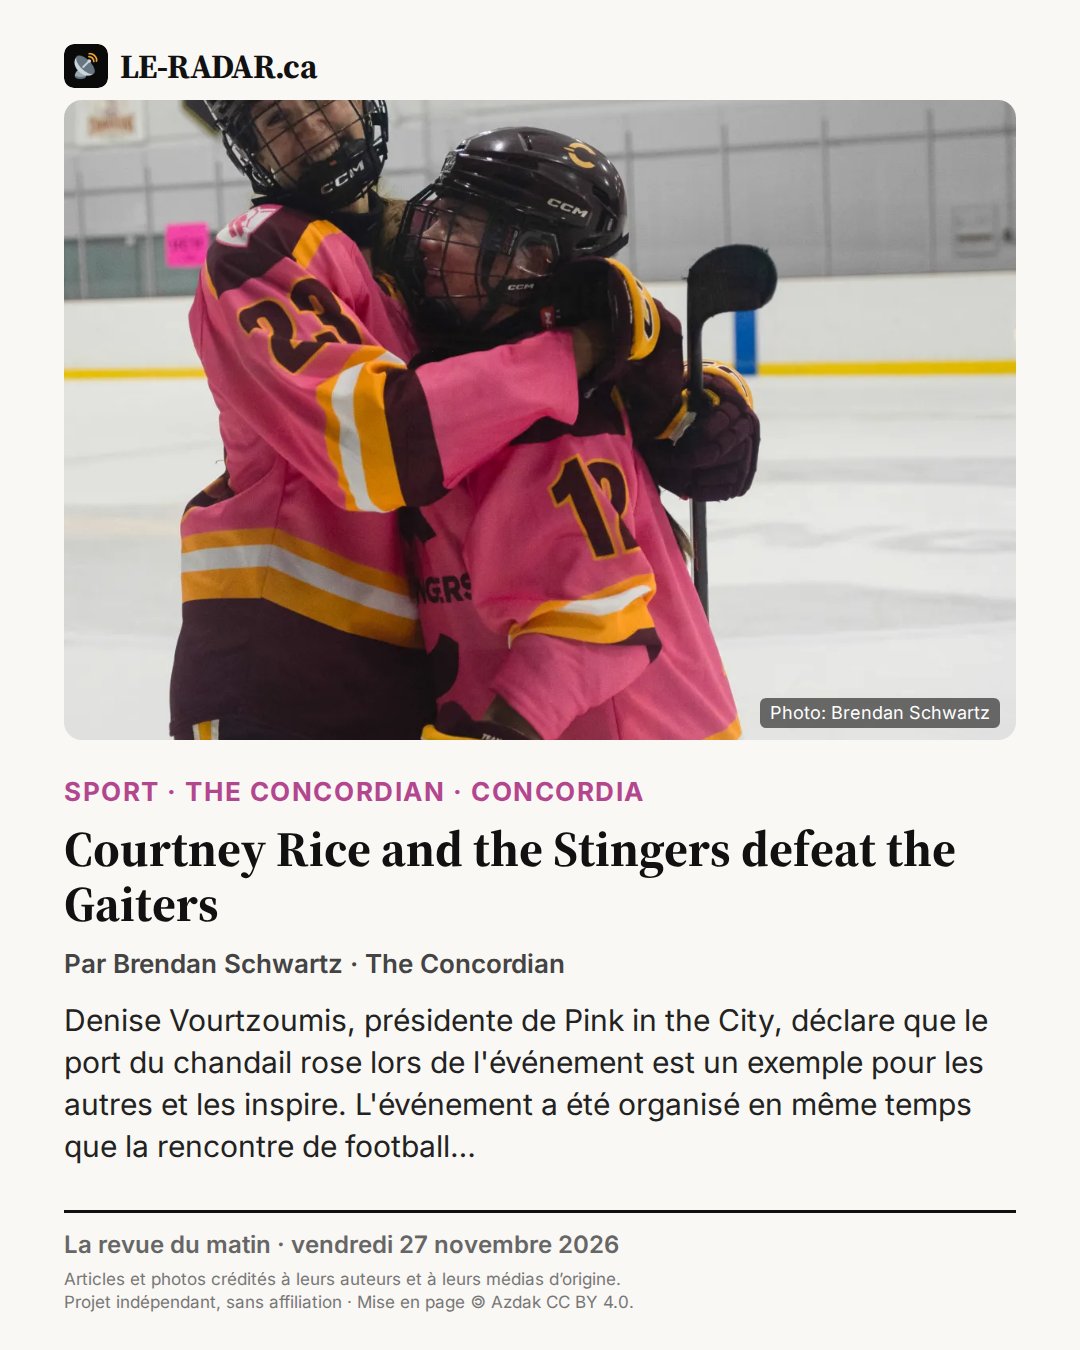 LE-RADAR.ca
CCM
CCM
CCM
23
12
NGERS
Photo: Brendan Schwartz
SPORT · THE CONCORDIAN · CONCORDIA
Courtney Rice and the Stingers defeat the
Gaiters
Par Brendan Schwartz · The Concordian
Denise Vourtzoumis, présidente de Pink in the City, déclare que le
port du chandail rose lors de l'événement est un exemple pour les
autres et les inspire. L'événement a été organisé en même temps
que la rencontre de football...
La revue du matin · vendredi 27 novembre 2026
Articles et photos crédités à leurs auteurs et à leurs médias d’origine.
Projet indépendant, sans affiliation · Mise en page 🄯 Azdak CC BY 4.0.